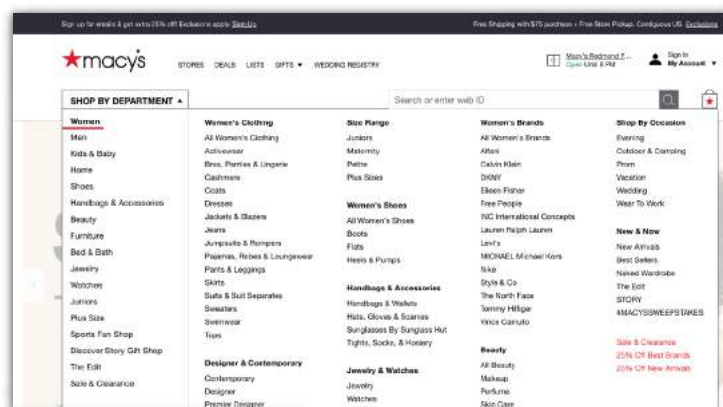 Sign up for emails & get extra 25% off! Exclusions apply. Sign Up
Free Shipping with $75 purchase + Free Store Pickup. Contiguous US. Exclusions
macy's
STORES DEALS LISTS GIFTS WEDDING REGISTRY
Macy's Redmond T...
Open Until 8 PM
Sign In
My Account
SHOP BY DEPARTMENT
Search or enter web ID
Women
Men
Kids & Baby
Home
Shoes
Handbags & Accessories
Beauty
Furniture
Bed & Bath
Jewelry
Watches
Juniors
Plus Size
Sports Fan Shop
Discover Story Gift Shop
The Edit
Sale & Clearance
Women's Clothing
All Women's Clothing
Activewear
Bras, Panties & Lingerie
Cashmere
Coats
Dresses
Jackets & Blazers
Jeans
Jumpsuits & Rompers
Pajamas, Robes & Loungewear
Pants & Leggings
Skirts
Suits & Suit Separates
Sweaters
Swimwear
Tops
Designer & Contemporary
Contemporary
Designer
Premier Designer
Size Range
Juniors
Maternity
Petite
Plus Sizes
Women's Shoes
All Women's Shoes
Boots
Flats
Heels & Pumps
Handbags & Accessories
Handbags & Wallets
Hats, Gloves & Scarves
Sunglasses By Sunglass Hut
Tights, Socks, & Hosiery
Jewelry & Watches
Jewelry
Watches
Women's Brands
All Women's Brands
Alfani
Calvin Klein
DKNY
Eileen Fisher
Free People
INC International Concepts
Lauren Ralph Lauren
Levi's
MICHAEL Michael Kors
Nike
Style & Co
The North Face
Tommy Hilfiger
Vince Camuto
Beauty
All Beauty
Makeup
Perfume
Skin Care
Shop By Occasion
Evening
Outdoor & Camping
Prom
Vacation
Wedding
Wear To Work
New & Now
New Arrivals
Best Sellers
Naked Wardrobe
The Edit
STORY
#MACYSSWEEPSTAKES
Sale & Clearance
25% Off Best Brands
25% Off New Arrivals